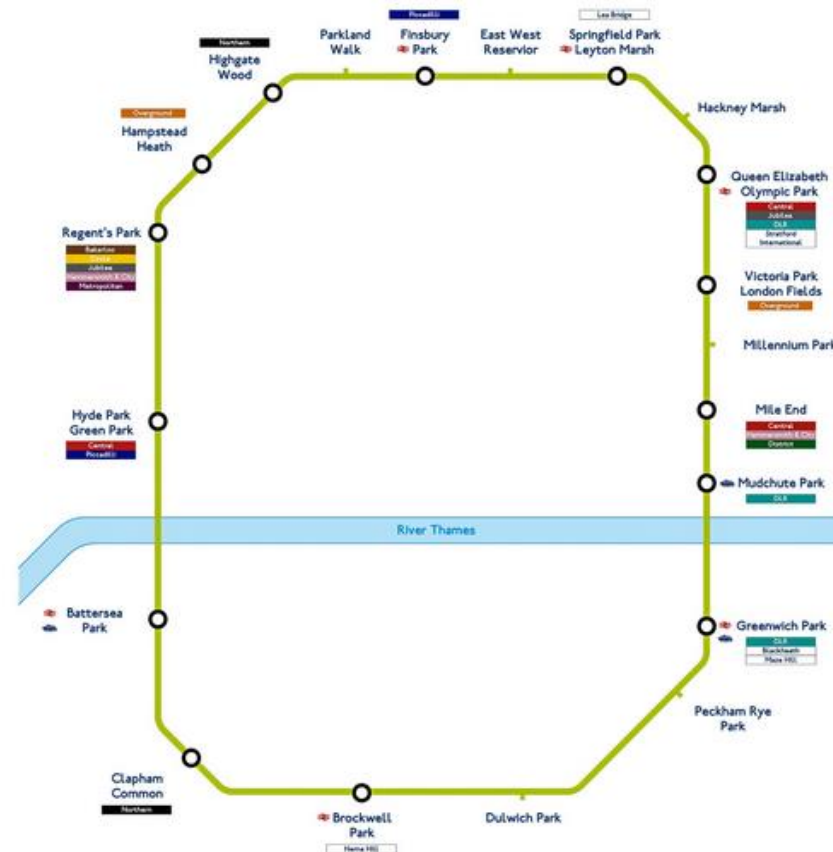 Piccadilli
Lea Bridge
Northern
Parkland
Walk
Finsbury
Park
East West
Reservior
Springfield Park
Leyton Marsh
Highgate
Wood
Hackney Marsh
Overground
Hampstead
Heath
Queen Elizabeth
Olympic Park
Central
Jubilee
DLR
Stratford
International
Regent's Park
Bakerloo
Circle
Jubilee
Hammersmith & City
Metropolitan
Victoria Park
London Fields
Overground
Millennium Park
Hyde Park
Green Park
Central
Piccadilli
Mile End
Central
Hammersmith & City
District
Mudchute Park
DLR
River Thames
Battersea
Park
Greenwich Park
DLR
Blackheath
Maze Hill
Peckham Rye
Park
Clapham
Common
Northern
Brockwell
Park
Herne Hill
Dulwich Park